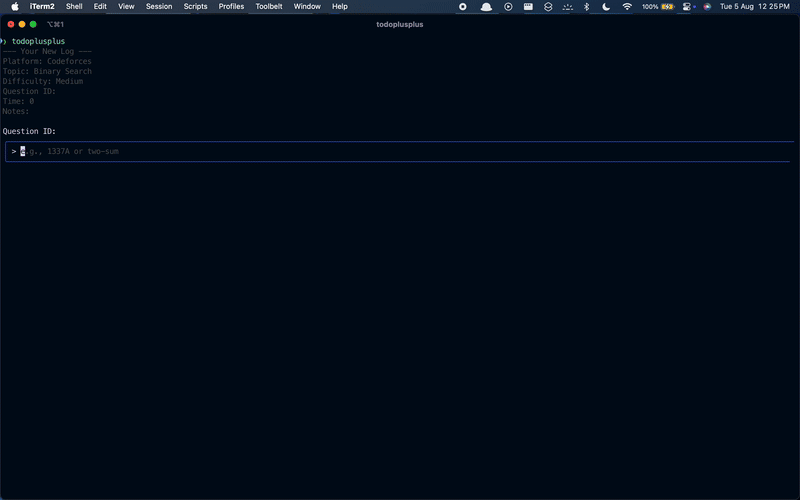 iTerm2 Shell Edit View Session Scripts Profiles Toolbelt Window Help 100% Tue 5 Aug 12:25PM
⌥⌘1 todoplusplus
❯ todoplusplus
--- Your New Log ---
Platform: Codeforces
Topic: Binary Search
Difficulty: Medium
Question ID:
Time: 0
Notes:
Question ID:
> e.g., 1337A or two-sum